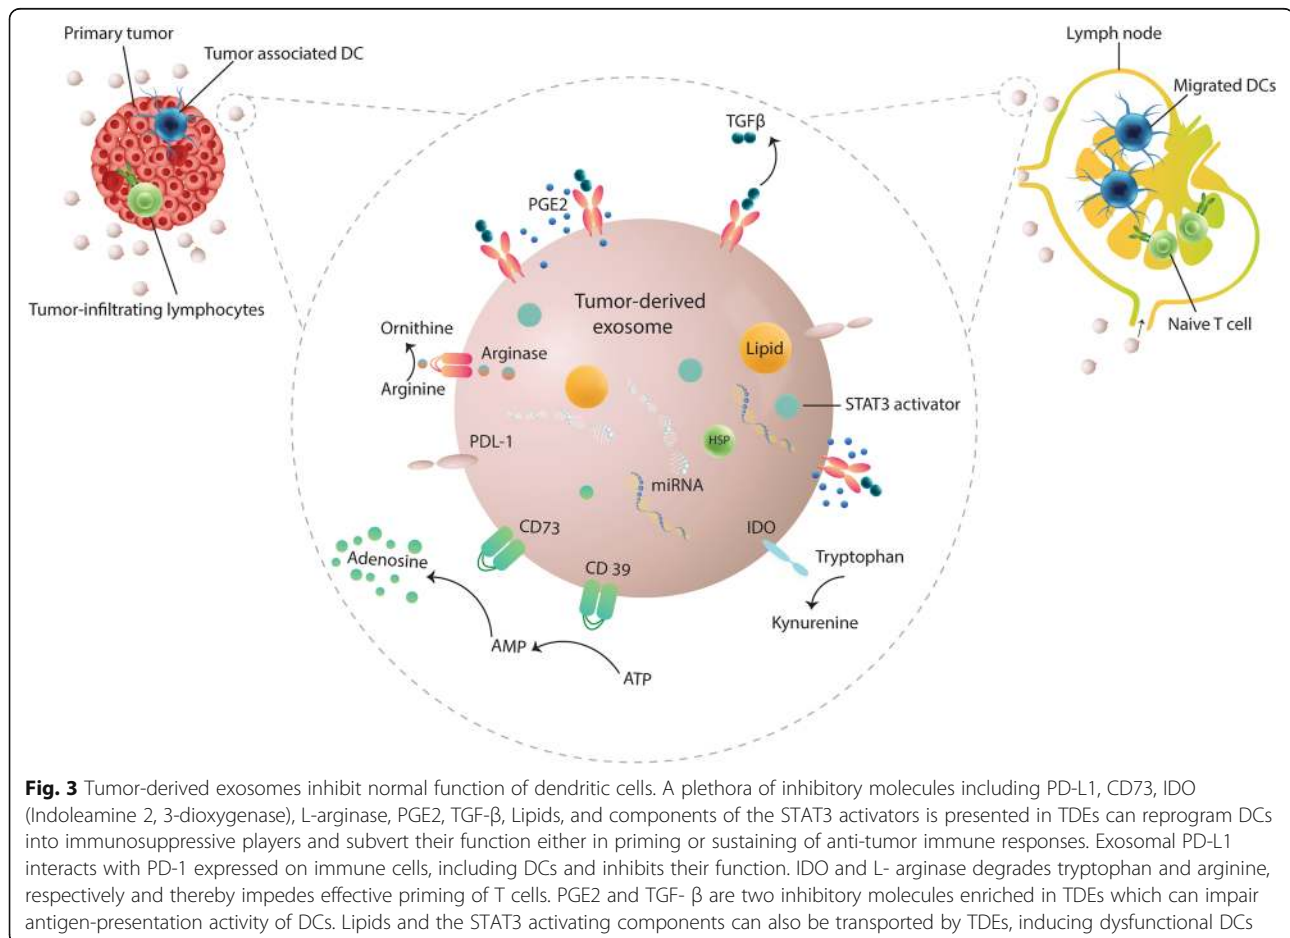 Primary tumor
Tumor associated DC
Tumor-infiltrating lymphocytes
Lymph node
Migrated DCs
Naive T cell
TGFβ
PGE2
Tumor-derived
exosome
Ornithine
Arginase
Arginine
Lipid
STAT3 activator
PDL-1
HSP
miRNA
CD73
IDO
Tryptophan
Adenosine
CD 39
Kynurenine
AMP
ATP
Fig. 3 Tumor-derived exosomes inhibit normal function of dendritic cells. A plethora of inhibitory molecules including PD-L1, CD73, IDO
(Indoleamine 2, 3-dioxygenase), L-arginase, PGE2, TGF-β, Lipids, and components of the STAT3 activators is presented in TDEs can reprogram DCs
into immunosuppressive players and subvert their function either in priming or sustaining of anti-tumor immune responses. Exosomal PD-L1
interacts with PD-1 expressed on immune cells, including DCs and inhibits their function. IDO and L- arginase degrades tryptophan and arginine,
respectively and thereby impedes effective priming of T cells. PGE2 and TGF- β are two inhibitory molecules enriched in TDEs which can impair
antigen-presentation activity of DCs. Lipids and the STAT3 activating components can also be transported by TDEs, inducing dysfunctional DCs